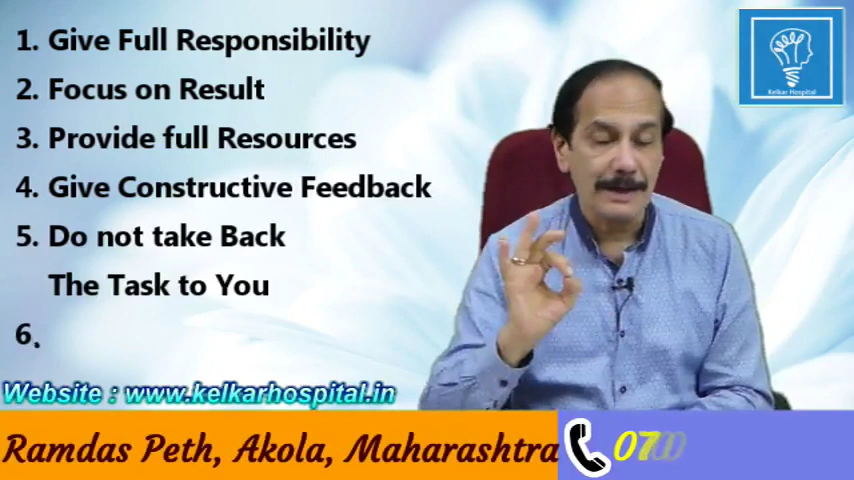 1. Give Full Responsibility
2. Focus on Result
3. Provide full Resources
4. Give Constructive Feedback
5. Do not take Back
The Task to You
6.
Kelkar Hospital
Website : www.kelkarhospital.in
Ramdas Peth, Akola, Maharashtra
07